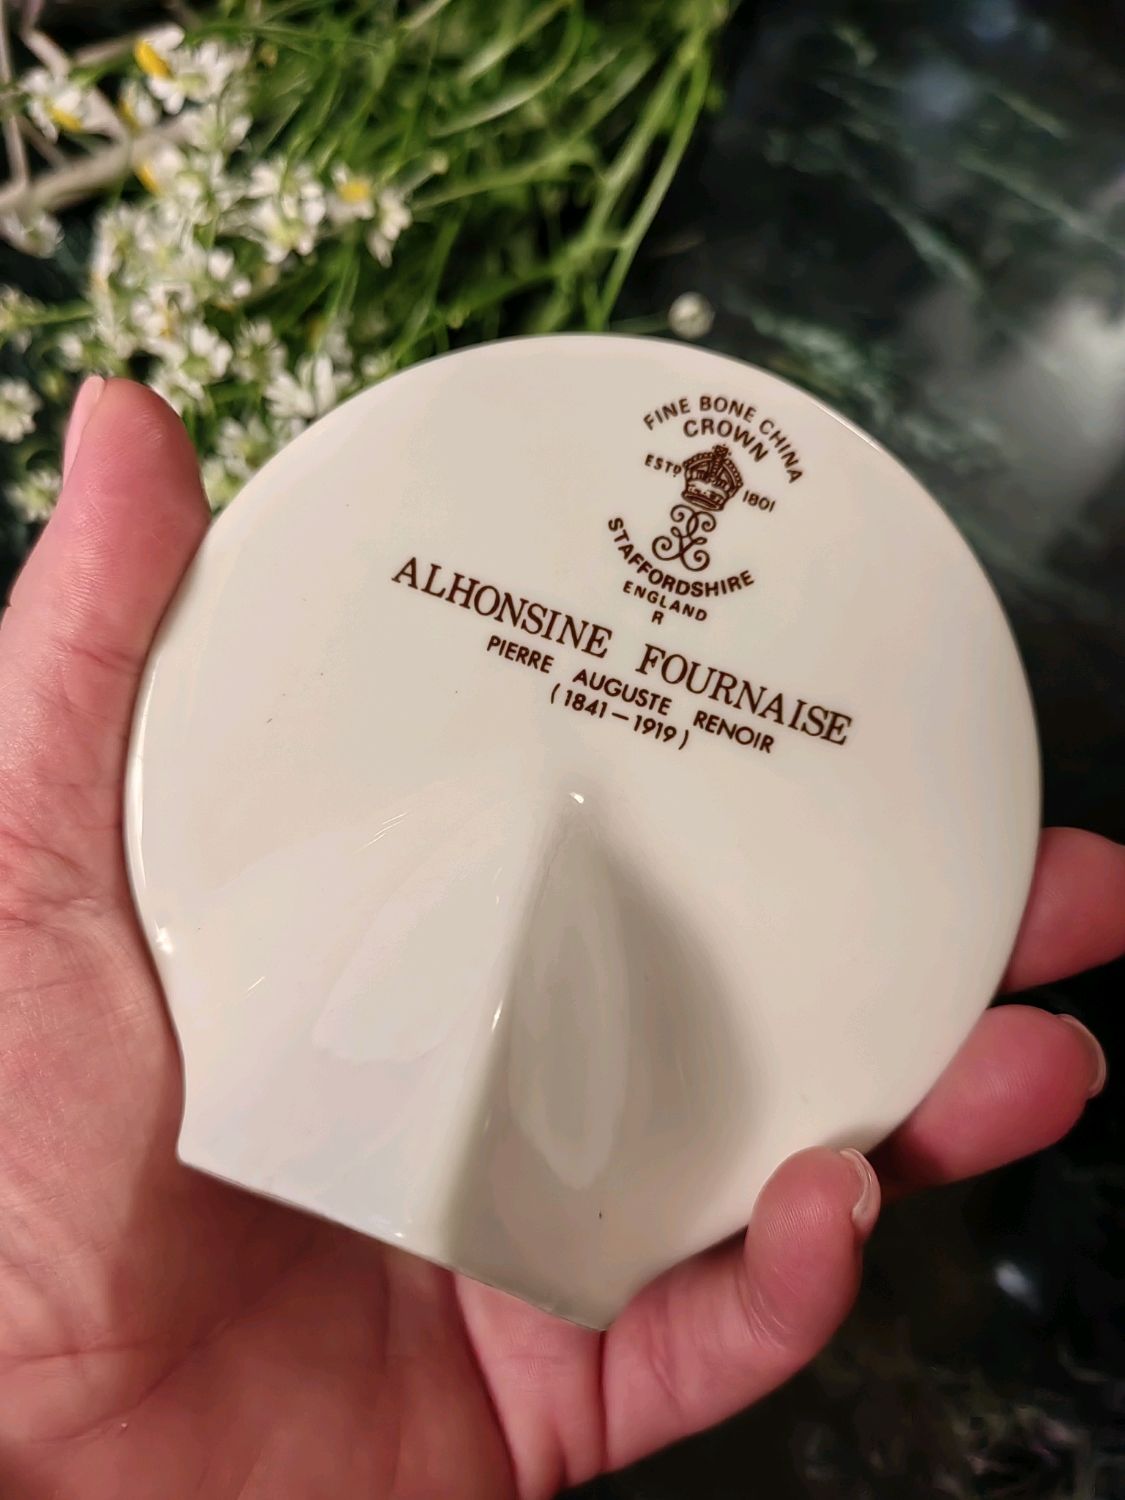 FINE BONE CHINA
CROWN
ESTD 1801
STAFFORDSHIRE
ENGLAND
R
ALHONSINE FOURNAISE
PIERRE AUGUSTE RENOIR
(1841-1919)